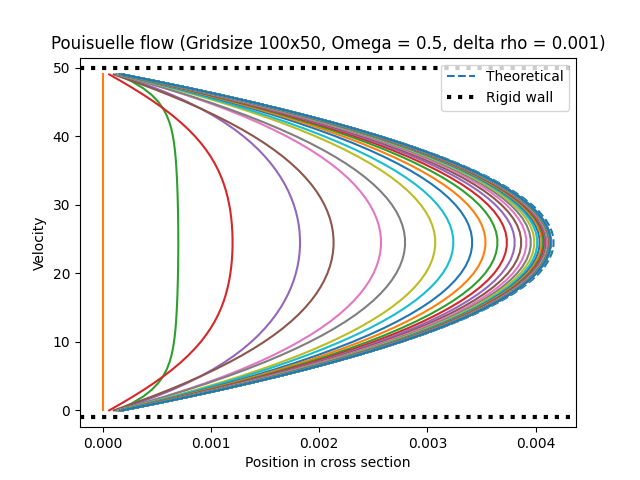 Pouisuelle flow (Gridsize 100x50, Omega = 0.5, delta rho = 0.001)
Theoretical
Rigid wall
Velocity
50
40
30
20
10
0
0.000 0.001 0.002 0.003 0.004
Position in cross section